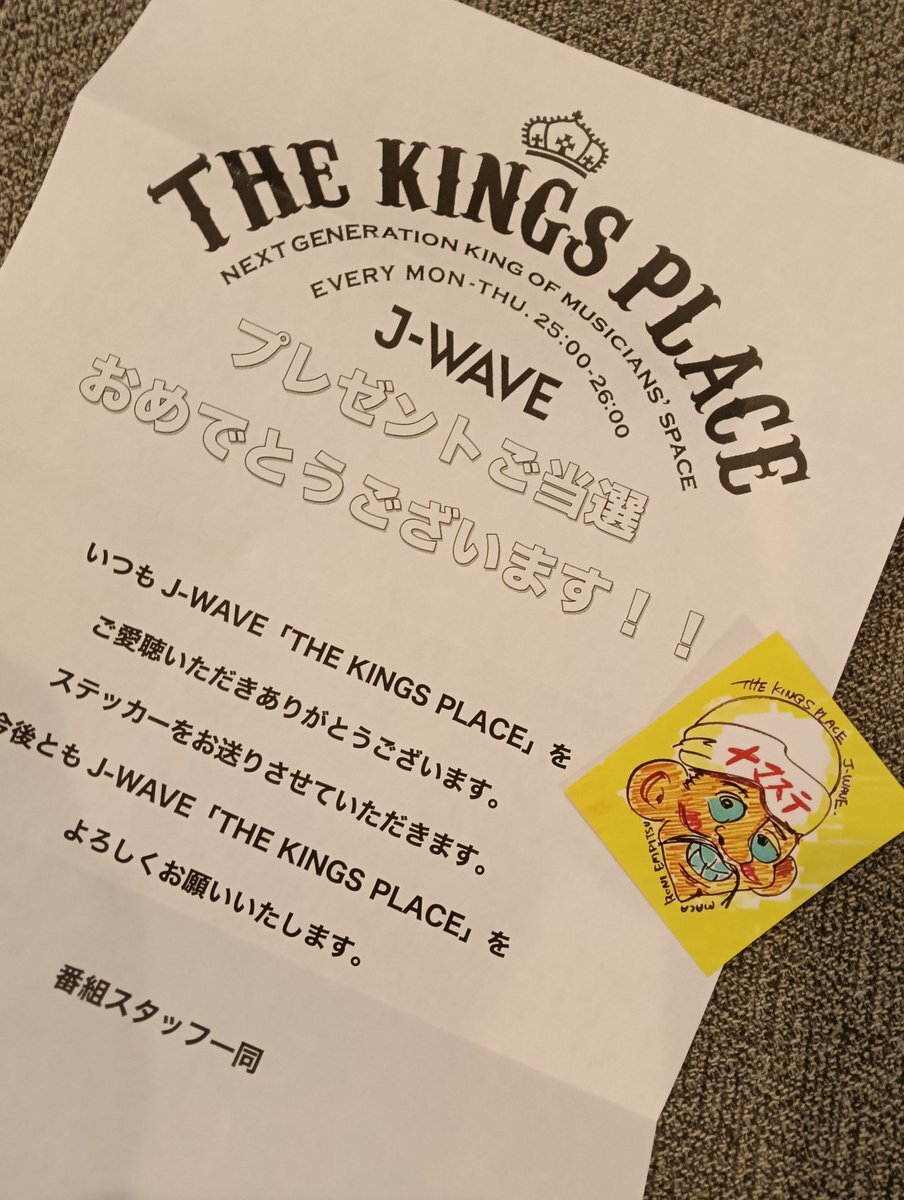 THE KINGS PLACE
NEXT GENERATION KING OF MUSICIANS' SPACE
EVERY MON-THU. 25:00-26:00
J-WAVE
プレゼントご当選
おめでとうございます！！
いつも J-WAVE「THE KINGS PLACE」を
ご愛聴いただきありがとうございます。
ステッカーをお送りさせていただきます。
今後とも J-WAVE「THE KINGS PLACE」を
よろしくお願いいたします。
番組スタッフ一同
THE KINGS PLACE J-WAVE.
RONI ENPITSU
MACA